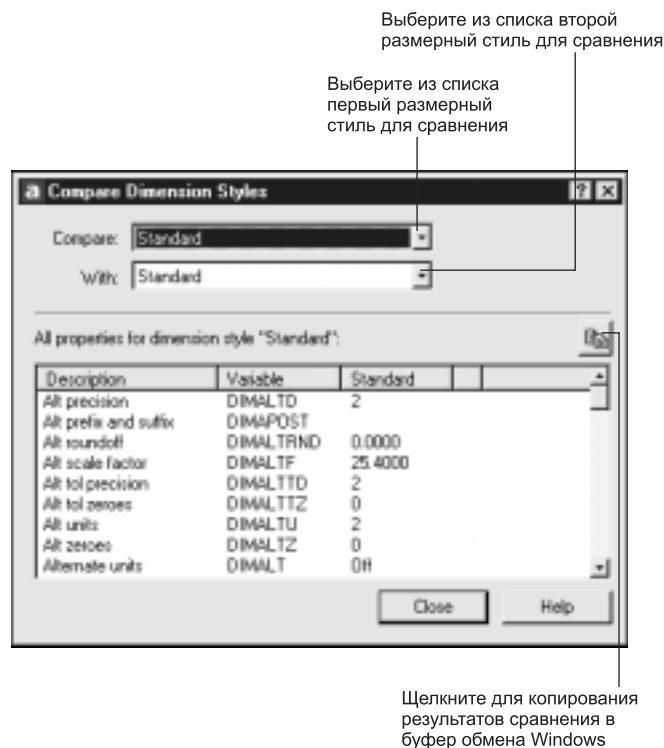 Выберите из списка второй
размерный стиль для сравнения
Выберите из списка
первый размерный
стиль для сравнения
a Compare Dimension Styles ? ×
Compare: Standard
With: Standard
All properties for dimension style "Standard":
Description Variable Standard
Alt precision DIMALTD 2
Alt prefix and suffix DIMAPOST
Alt roundoff DIMALTRND 0.0000
Alt scale factor DIMALTF 25.4000
Alt tol precision DIMALTTD 2
Alt tol zeroes DIMALTTZ 0
Alt units DIMALTU 2
Alt zeroes DIMALTZ 0
Alternate units DIMALT Off
Close Help
Щелкните для копирования
результатов сравнения в
буфер обмена Windows